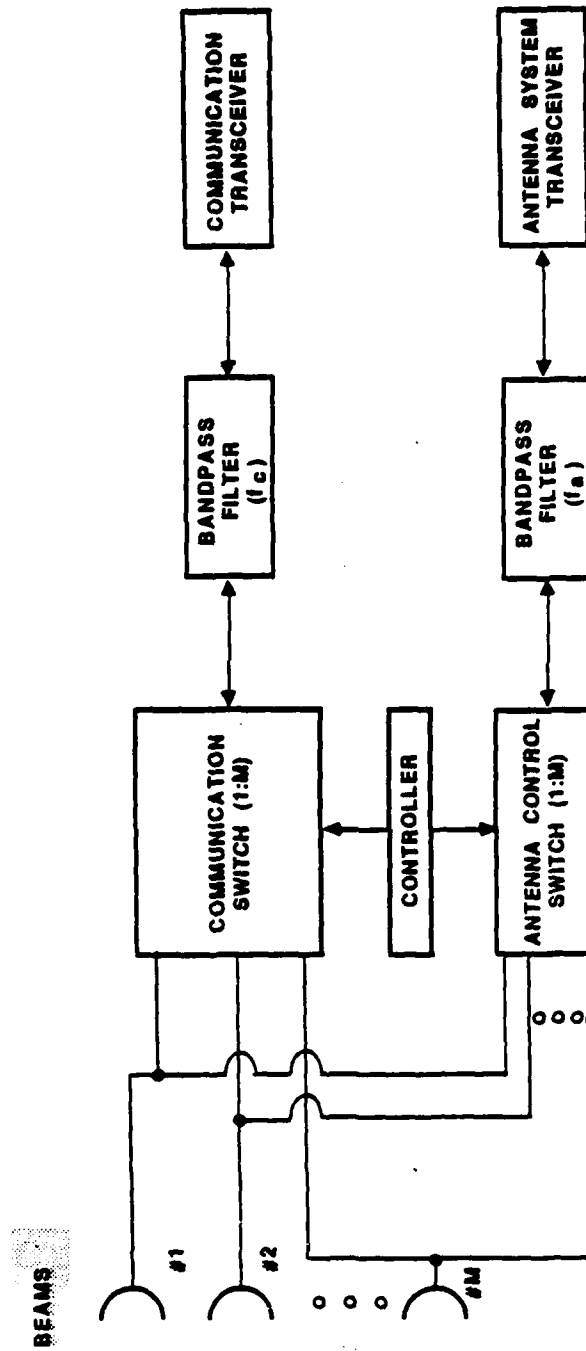 BEAMS
#1
#2
#M
COMMUNICATION
SWITCH (1:M)
CONTROLLER
ANTENNA CONTROL
SWITCH (1:M)
BANDPASS
FILTER
(fc)
BANDPASS
FILTER
(fa)
COMMUNICATION
TRANSCEIVER
ANTENNA SYSTEM
TRANSCEIVER